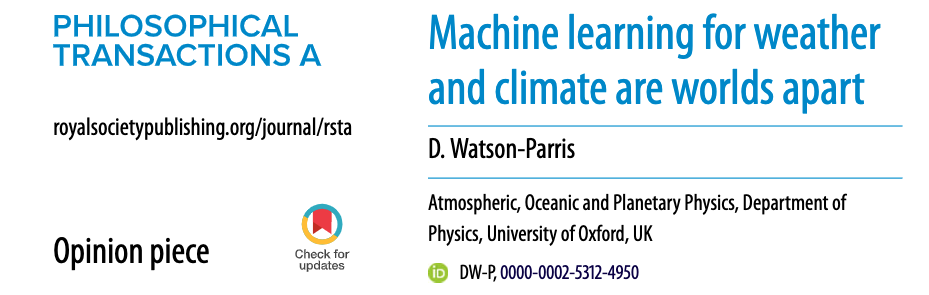 PHILOSOPHICAL
TRANSACTIONS A
royalsocietypublishing.org/journal/rsta
Opinion piece
Check for
updates
Machine learning for weather
and climate are worlds apart
D. Watson-Parris
Atmospheric, Oceanic and Planetary Physics, Department of
Physics, University of Oxford, UK
iD DW-P, 0000-0002-5312-4950